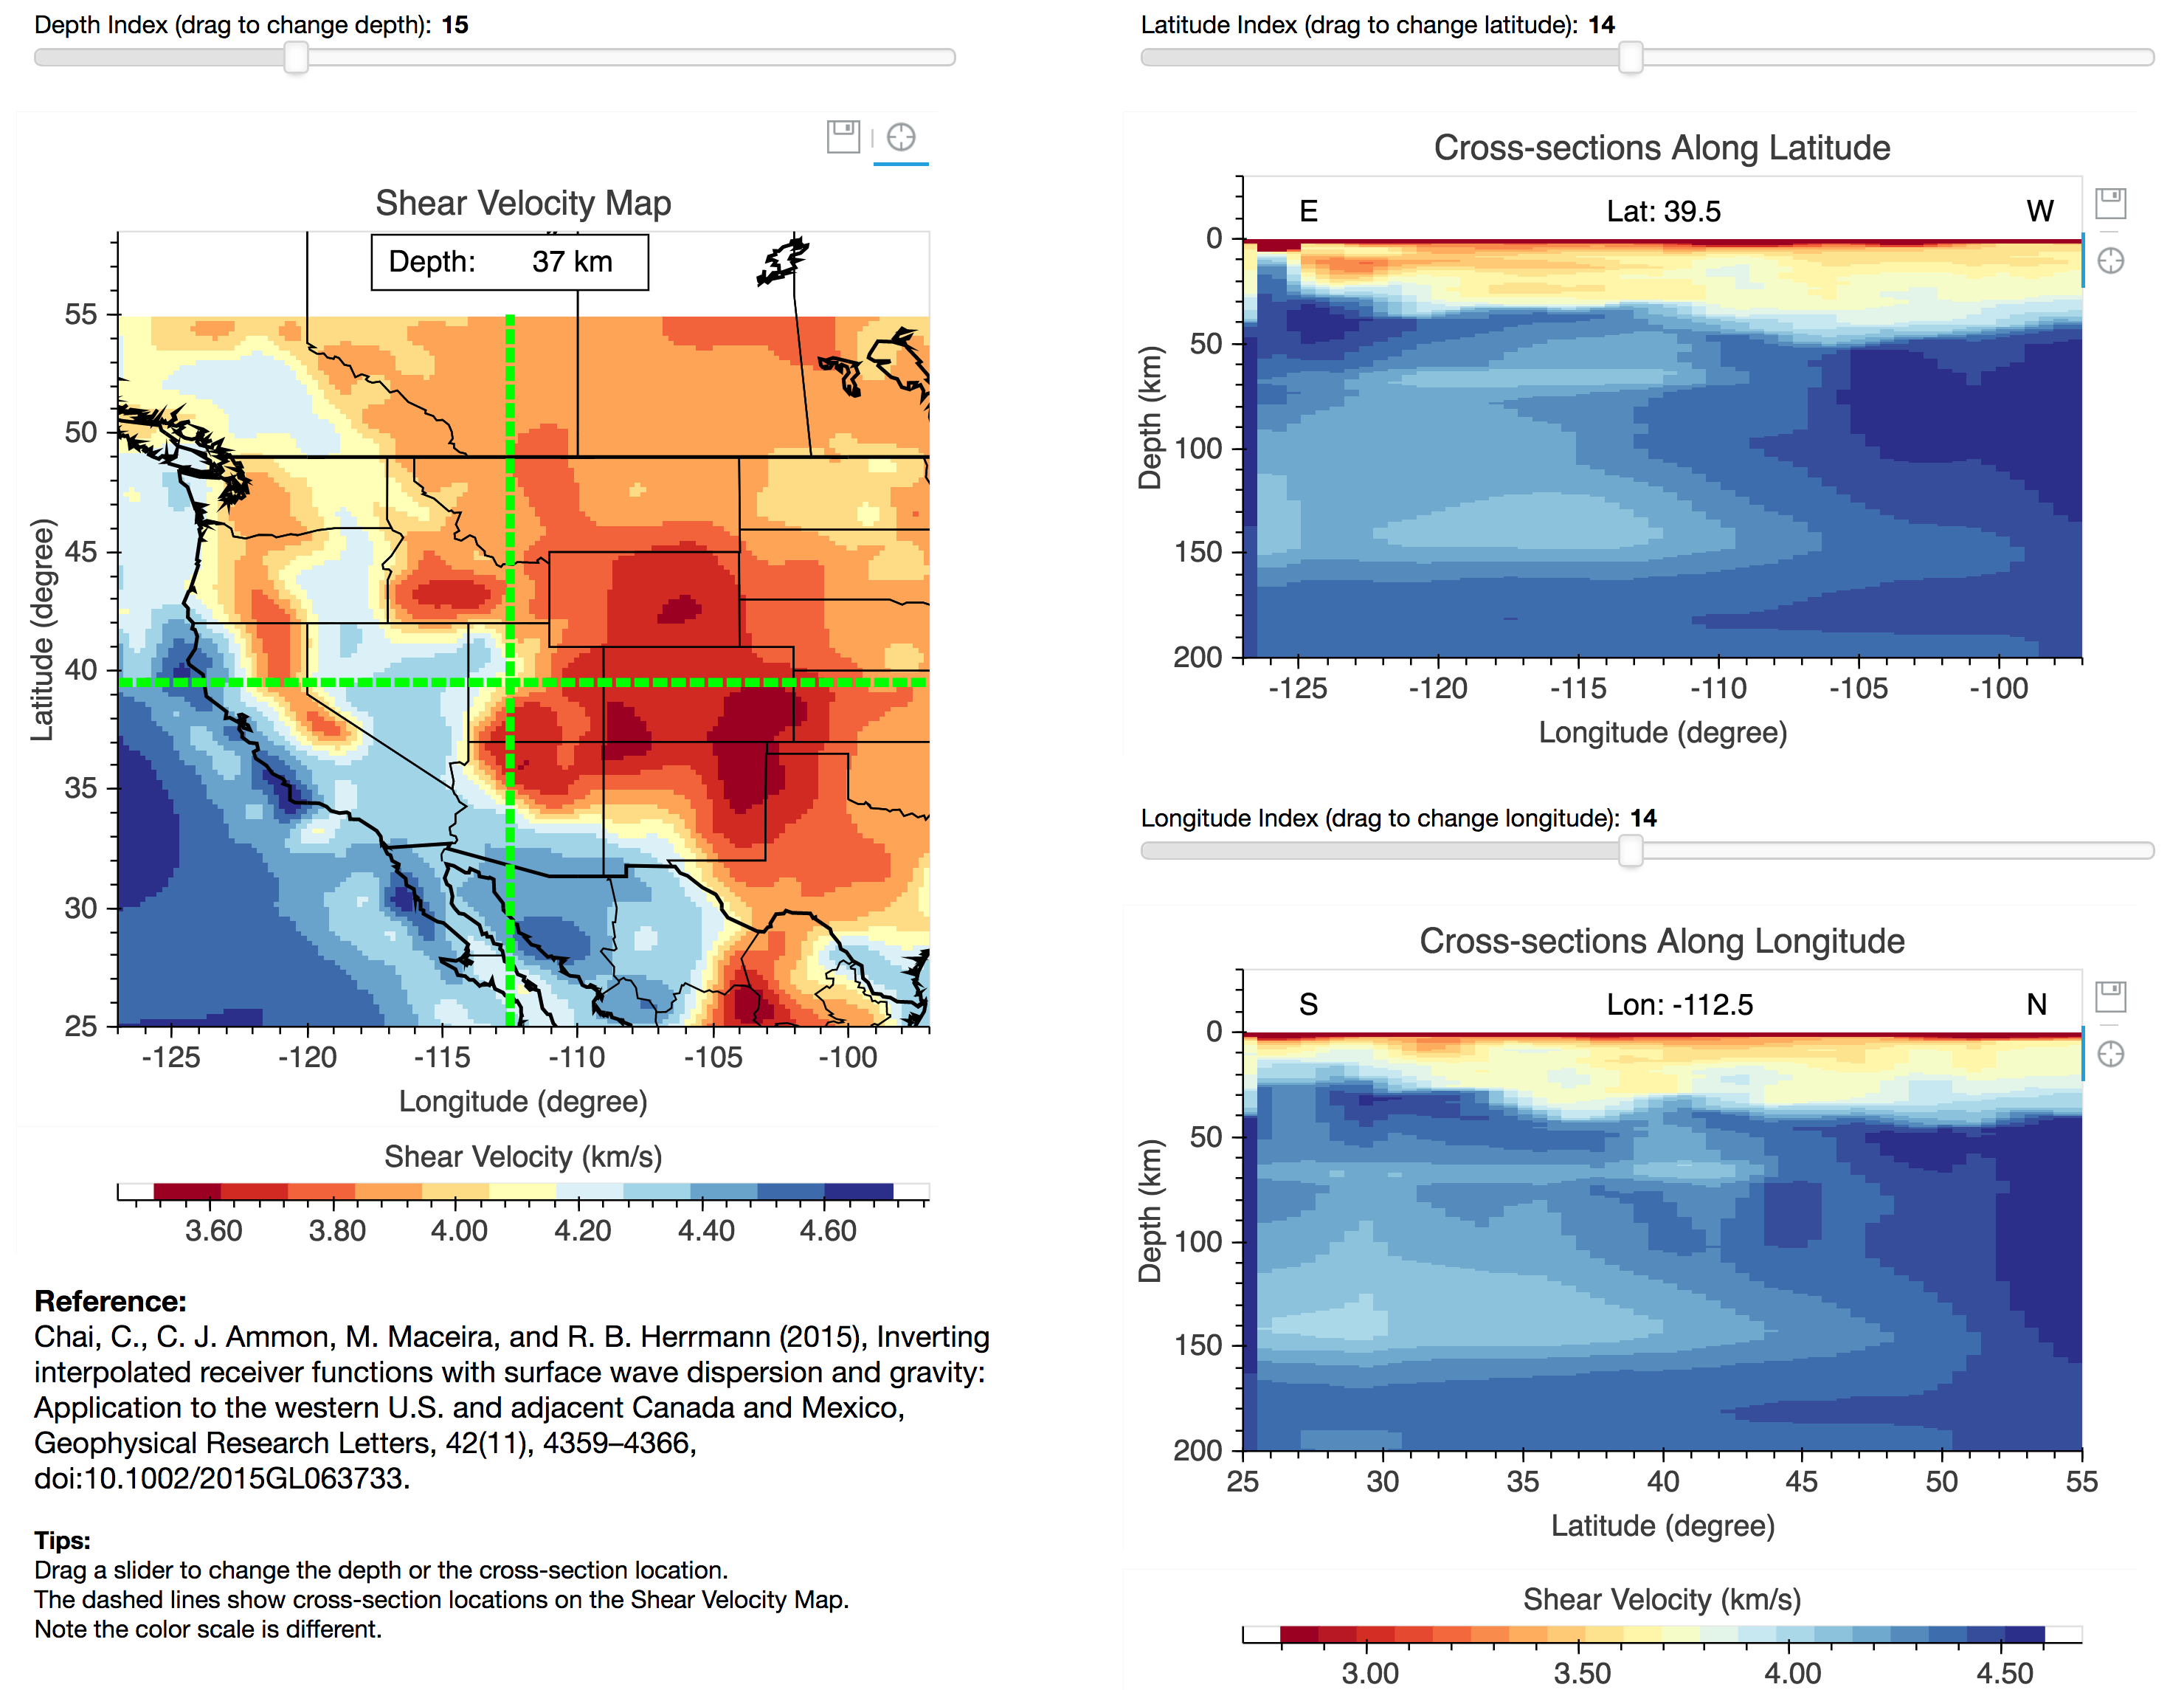 Depth Index (drag to change depth): 15
Shear Velocity Map
Depth: 37 km
55
50
45
40
35
30
25
Latitude (degree)
-125 -120 -115 -110 -105 -100
Longitude (degree)
Shear Velocity (km/s)
3.60 3.80 4.00 4.20 4.40 4.60
Reference:
Chai, C., C. J. Ammon, M. Maceira, and R. B. Herrmann (2015), Inverting
interpolated receiver functions with surface wave dispersion and gravity:
Application to the western U.S. and adjacent Canada and Mexico,
Geophysical Research Letters, 42(11), 4359–4366,
doi:10.1002/2015GL063733.
Tips:
Drag a slider to change the depth or the cross-section location.
The dashed lines show cross-section locations on the Shear Velocity Map.
Note the color scale is different.
Latitude Index (drag to change latitude): 14
Cross-sections Along Latitude
E Lat: 39.5 W
0
50
100
150
200
Depth (km)
-125 -120 -115 -110 -105 -100
Longitude (degree)
Longitude Index (drag to change longitude): 14
Cross-sections Along Longitude
S Lon: -112.5 N
0
50
100
150
200
Depth (km)
25 30 35 40 45 50 55
Latitude (degree)
Shear Velocity (km/s)
3.00 3.50 4.00 4.50